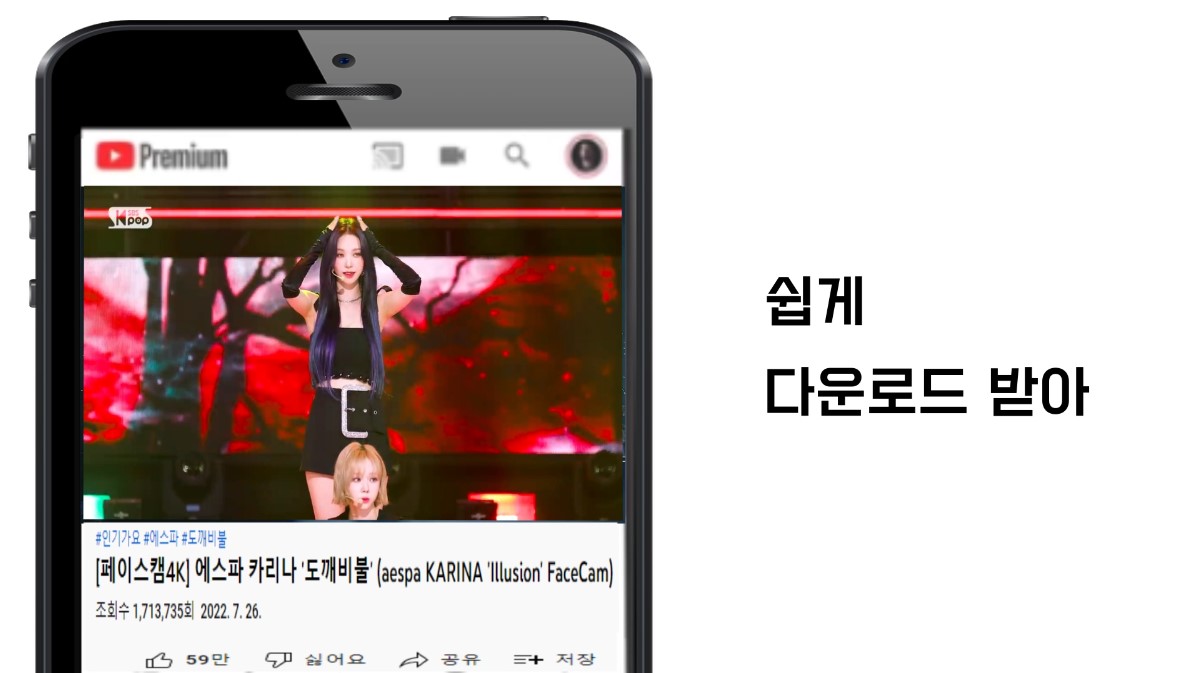 Premium
SBS
Kpop
#인기가요 #에스파 #도깨비불
[페이스캠4K] 에스파 카리나 '도깨비불' (aespa KARINA 'Illusion' FaceCam)
조회수 1,713,735회 2022. 7. 26.
59만 싫어요 공유 저장
쉽게
다운로드 받아